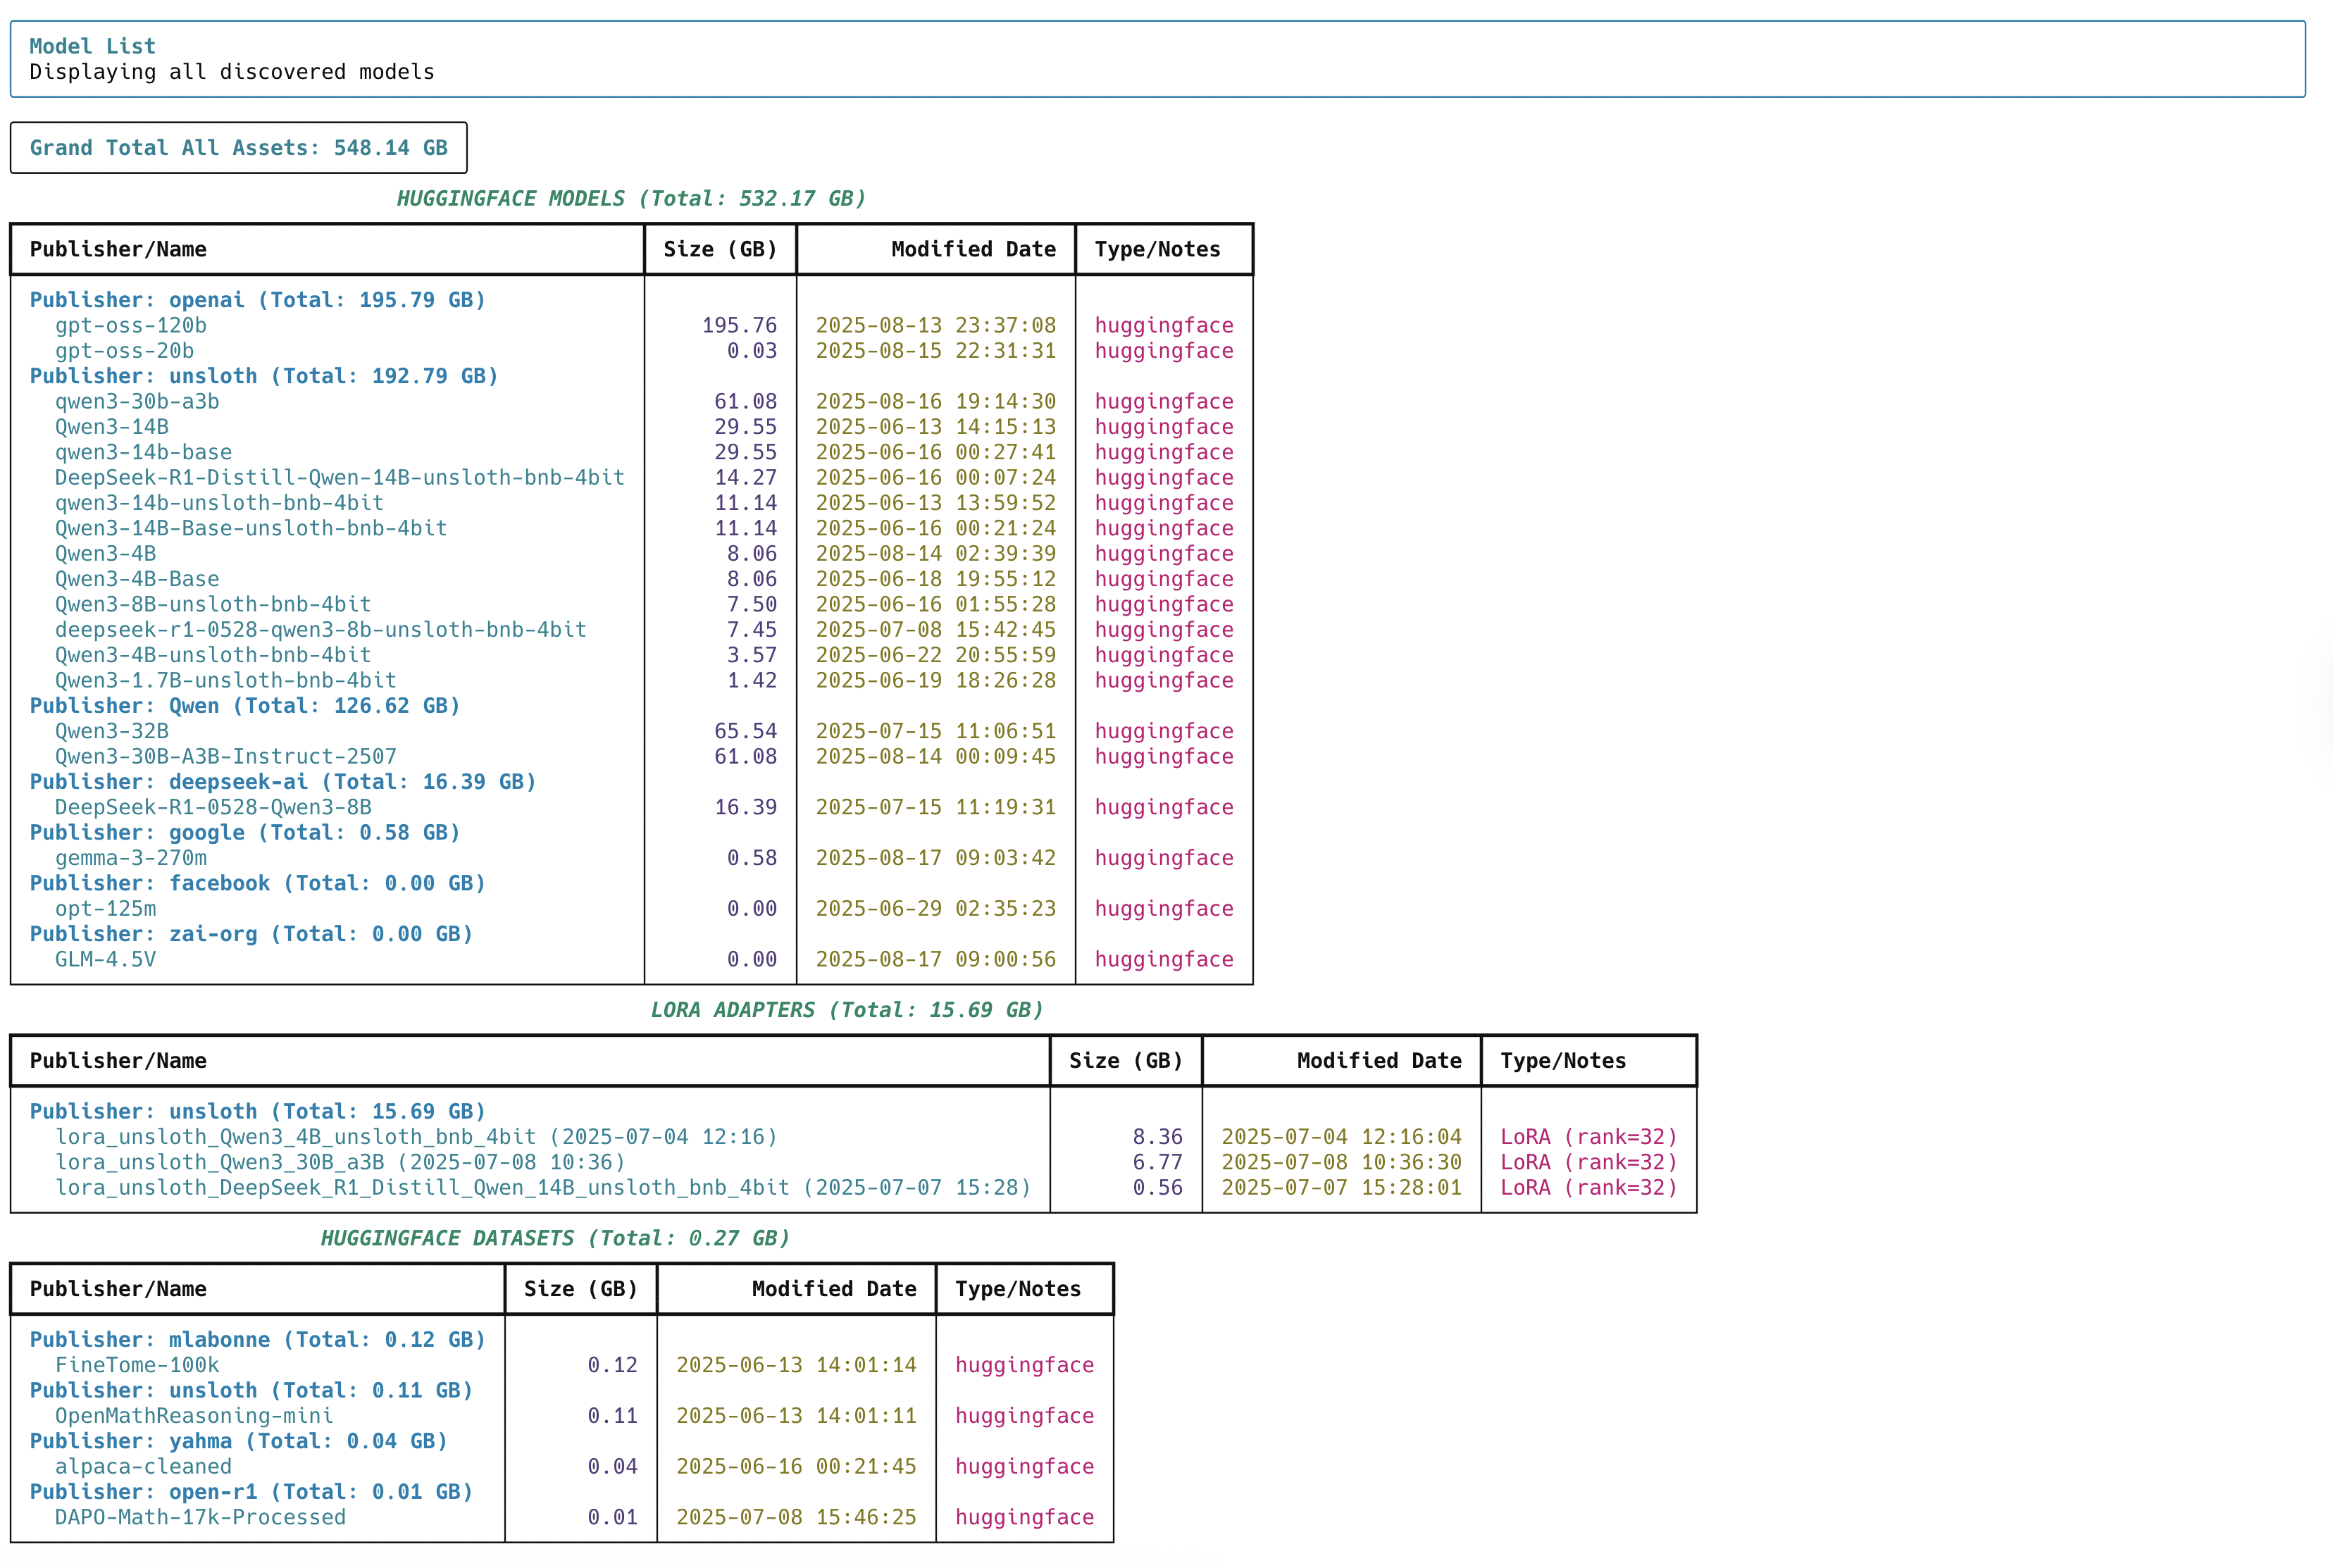 Model List
Displaying all discovered models
Grand Total All Assets: 548.14 GB
HUGGINGFACE MODELS (Total: 532.17 GB)
Publisher/Name Size (GB) Modified Date Type/Notes
Publisher: openai (Total: 195.79 GB)
gpt-oss-120b 195.76 2025-08-13 23:37:08 huggingface
gpt-oss-20b 0.03 2025-08-15 22:31:31 huggingface
Publisher: unsloth (Total: 192.79 GB)
qwen3-30b-a3b 61.08 2025-08-16 19:14:30 huggingface
Qwen3-14B 29.55 2025-06-13 14:15:13 huggingface
qwen3-14b-base 29.55 2025-06-16 00:27:41 huggingface
DeepSeek-R1-Distill-Qwen-14B-unsloth-bnb-4bit 14.27 2025-06-16 00:07:24 huggingface
qwen3-14b-unsloth-bnb-4bit 11.14 2025-06-13 13:59:52 huggingface
Qwen3-14B-Base-unsloth-bnb-4bit 11.14 2025-06-16 00:21:24 huggingface
Qwen3-4B 8.06 2025-08-14 02:39:39 huggingface
Qwen3-4B-Base 8.06 2025-06-18 19:55:12 huggingface
Qwen3-8B-unsloth-bnb-4bit 7.50 2025-06-16 01:55:28 huggingface
deepseek-r1-0528-qwen3-8b-unsloth-bnb-4bit 7.45 2025-07-08 15:42:45 huggingface
Qwen3-4B-unsloth-bnb-4bit 3.57 2025-06-22 20:55:59 huggingface
Qwen3-1.7B-unsloth-bnb-4bit 1.42 2025-06-19 18:26:28 huggingface
Publisher: Qwen (Total: 126.62 GB)
Qwen3-32B 65.54 2025-07-15 11:06:51 huggingface
Qwen3-30B-A3B-Instruct-2507 61.08 2025-08-14 00:09:45 huggingface
Publisher: deepseek-ai (Total: 16.39 GB)
DeepSeek-R1-0528-Qwen3-8B 16.39 2025-07-15 11:19:31 huggingface
Publisher: google (Total: 0.58 GB)
gemma-3-270m 0.58 2025-08-17 09:03:42 huggingface
Publisher: facebook (Total: 0.00 GB)
opt-125m 0.00 2025-06-29 02:35:23 huggingface
Publisher: zai-org (Total: 0.00 GB)
GLM-4.5V 0.00 2025-08-17 09:00:56 huggingface
LORA ADAPTERS (Total: 15.69 GB)
Publisher/Name Size (GB) Modified Date Type/Notes
Publisher: unsloth (Total: 15.69 GB)
lora_unsloth_Qwen3_4B_unsloth_bnb_4bit (2025-07-04 12:16) 8.36 2025-07-04 12:16:04 LoRA (rank=32)
lora_unsloth_Qwen3_30B_a3B (2025-07-08 10:36) 6.77 2025-07-08 10:36:30 LoRA (rank=32)
lora_unsloth_DeepSeek_R1_Distill_Qwen_14B_unsloth_bnb_4bit (2025-07-07 15:28) 0.56 2025-07-07 15:28:01 LoRA (rank=32)
HUGGINGFACE DATASETS (Total: 0.27 GB)
Publisher/Name Size (GB) Modified Date Type/Notes
Publisher: mlabonne (Total: 0.12 GB)
FineTome-100k 0.12 2025-06-13 14:01:14 huggingface
Publisher: unsloth (Total: 0.11 GB)
OpenMathReasoning-mini 0.11 2025-06-13 14:01:11 huggingface
Publisher: yahma (Total: 0.04 GB)
alpaca-cleaned 0.04 2025-06-16 00:21:45 huggingface
Publisher: open-r1 (Total: 0.01 GB)
DAPO-Math-17k-Processed 0.01 2025-07-08 15:46:25 huggingface